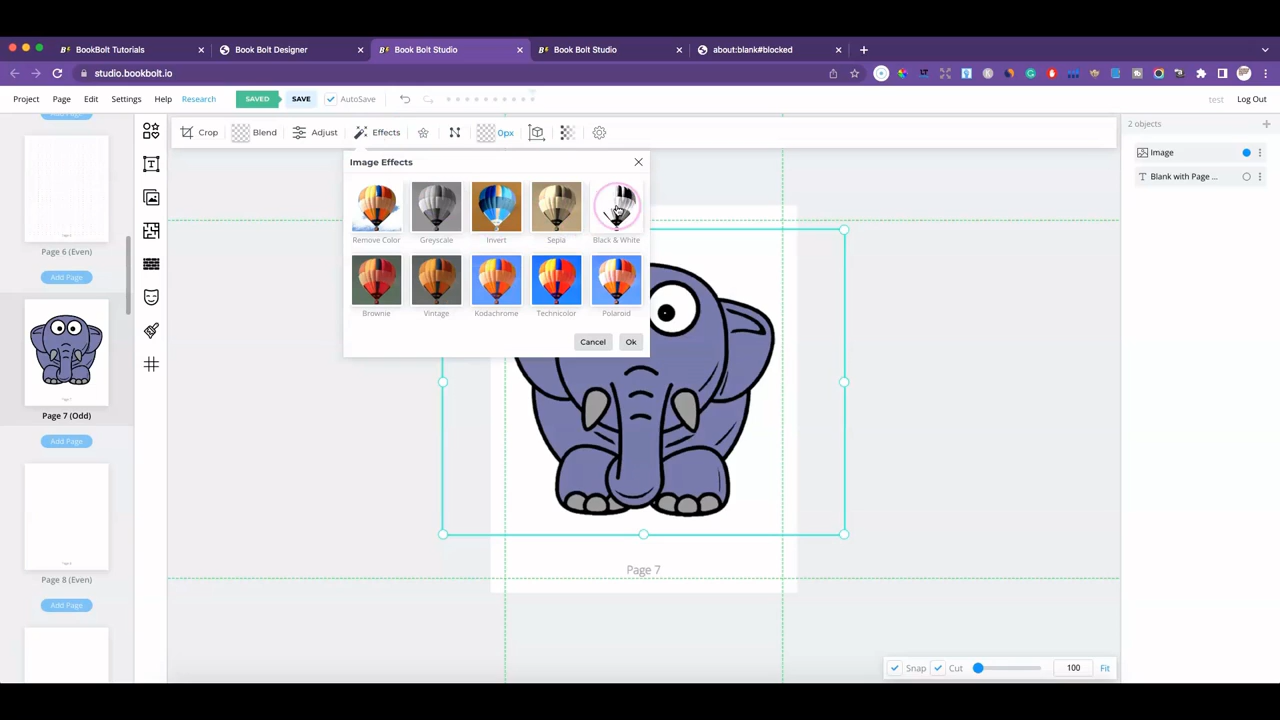 BookBolt Tutorials
Book Bolt Designer
Book Bolt Studio
Book Bolt Studio
about:blank#blocked
studio.bookbolt.io
Project Page Edit Settings Help Research SAVED SAVE AutoSave test Log Out
Add Page
Crop Blend Adjust Effects 0px
2 objects
Image
Blank with Page ...
Image Effects
Remove Color Greyscale Invert Sepia Black & White
Brownie Vintage Kodachrome Technicolor Polaroid
Cancel Ok
Page 6 (Even)
Add Page
Page 7 (Odd)
Add Page
Page 8 (Even)
Add Page
Page 7
Snap Cut 100 Fit